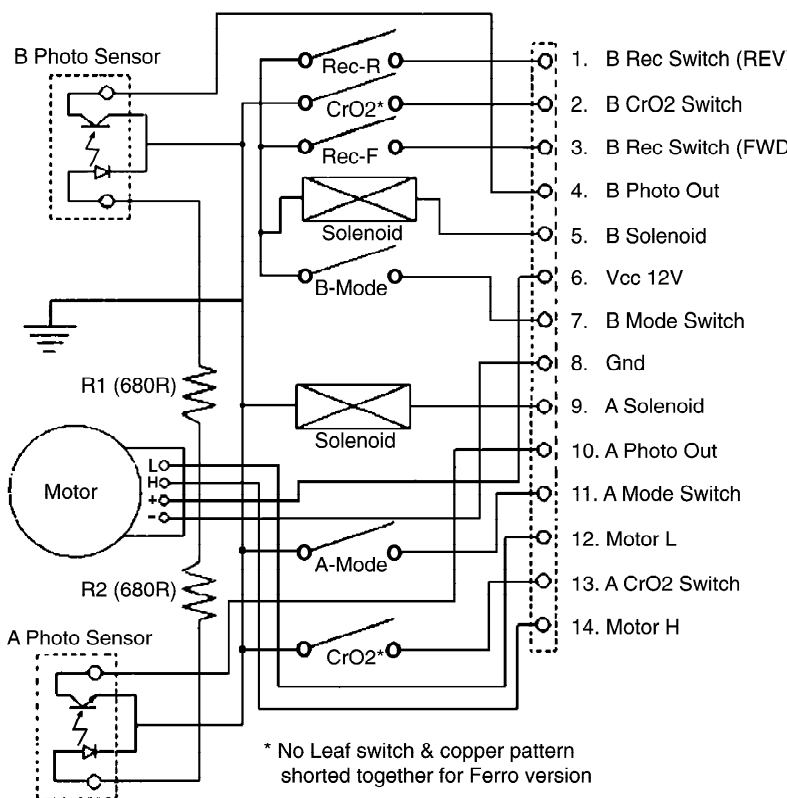 B Photo Sensor
Rec-R
CrO2*
Rec-F
Solenoid
B-Mode
R1 (680R)
Solenoid
Motor
L
H
+
-
A-Mode
R2 (680R)
A Photo Sensor
CrO2*
1. B Rec Switch (REV)
2. B CrO2 Switch
3. B Rec Switch (FWD
4. B Photo Out
5. B Solenoid
6. Vcc 12V
7. B Mode Switch
8. Gnd
9. A Solenoid
10. A Photo Out
11. A Mode Switch
12. Motor L
13. A CrO2 Switch
14. Motor H
* No Leaf switch & copper pattern
shorted together for Ferro version